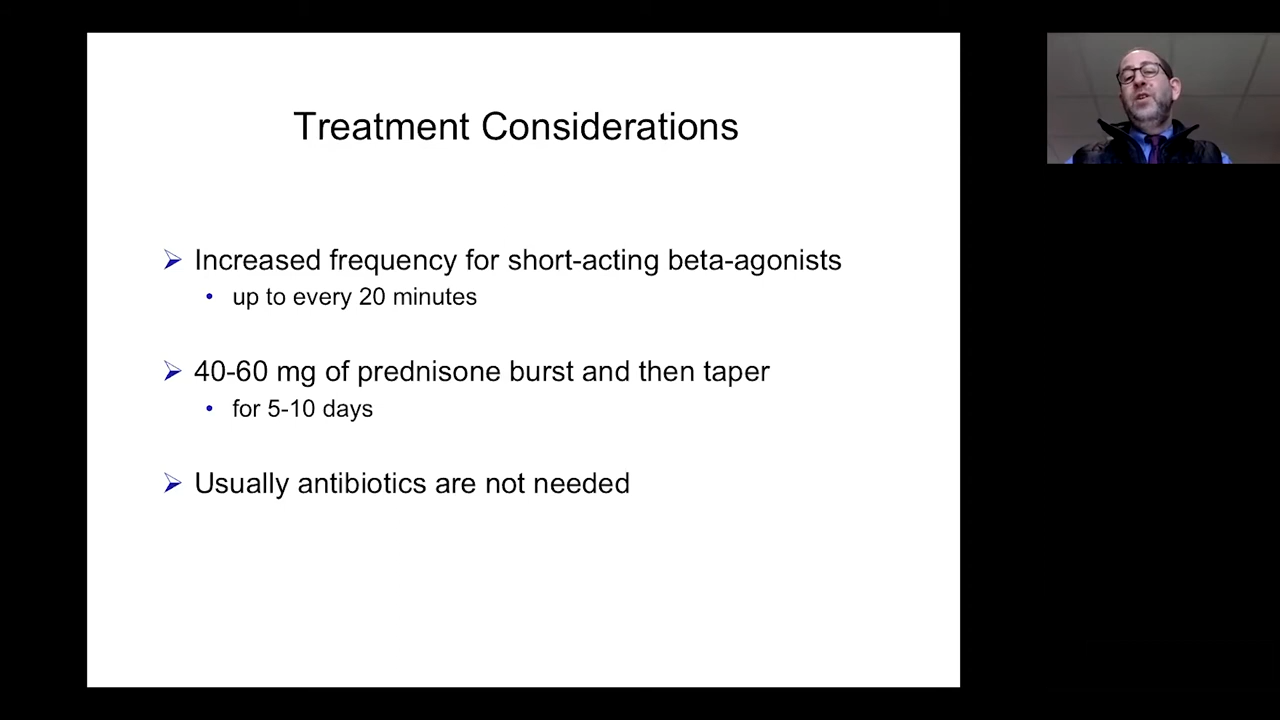 Treatment Considerations
Increased frequency for short-acting beta-agonists
• up to every 20 minutes
40-60 mg of prednisone burst and then taper
• for 5-10 days
Usually antibiotics are not needed